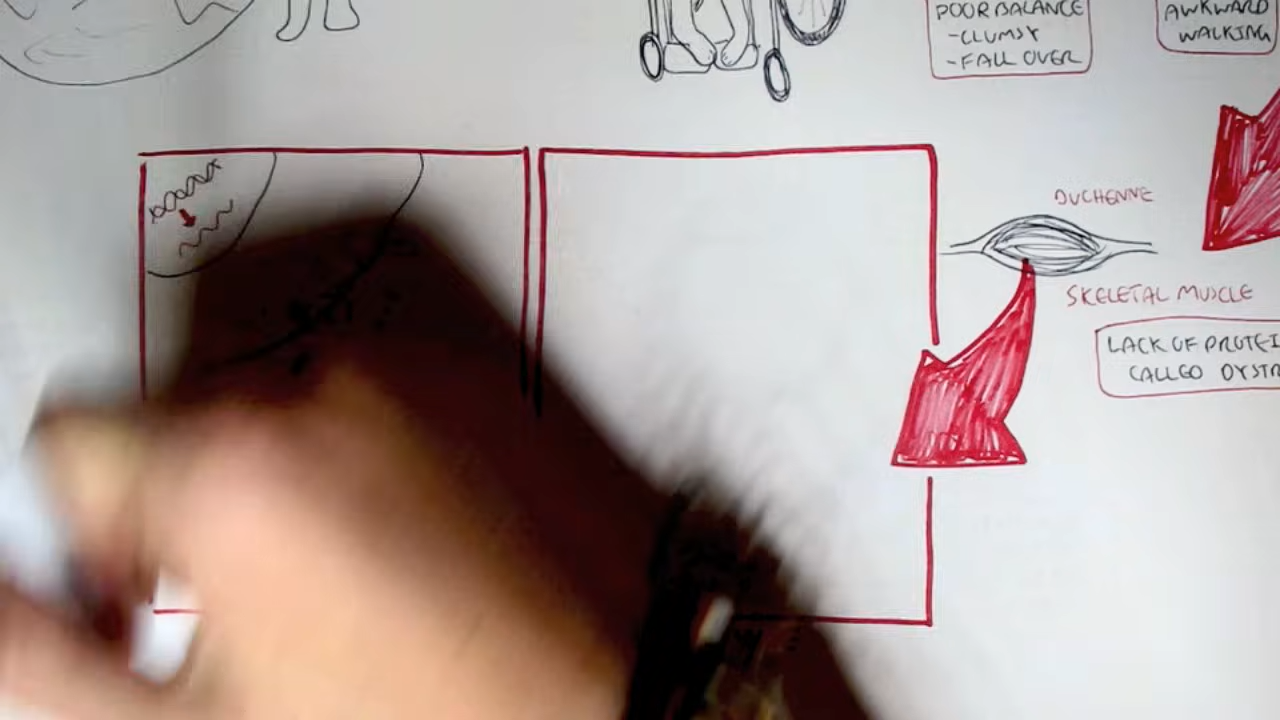 POOR BALANCE
-CLUMSY
-FALL OVER
AWKWARD
WALKING
DUCHENNE
SKELETAL MUSCLE
LACK OF PROTEI
CALLED DYSTR